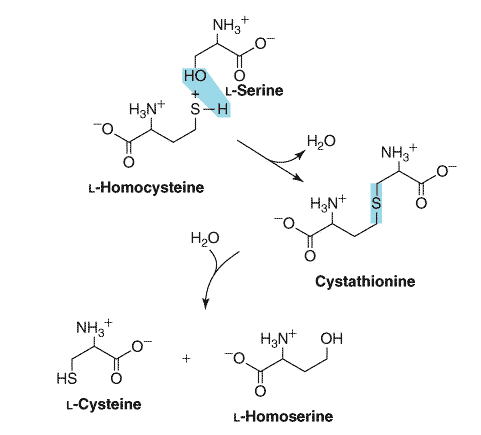 NH₃⁺
O⁻
HO
O
L-Serine
+
H₃N⁺
S–H
⁻O
O
L-Homocysteine
H₂O
NH₃⁺
O⁻
H₃N⁺
S
O
⁻O
O
Cystathionine
H₂O
NH₃⁺
O⁻
HS
O
L-Cysteine
+
H₃N⁺
OH
⁻O
O
L-Homoserine